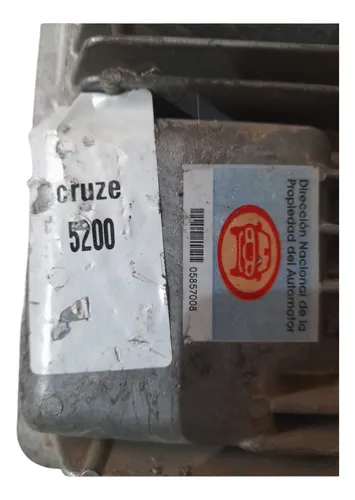 cruze
5200
05857008
Dirección Nacional de la
Propiedad del Automotor